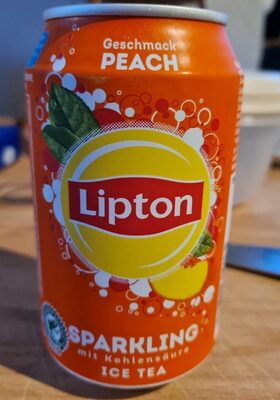 Geschmack
PEACH
Lipton
SPARKLING
mit Kohlensäure
ICE TEA